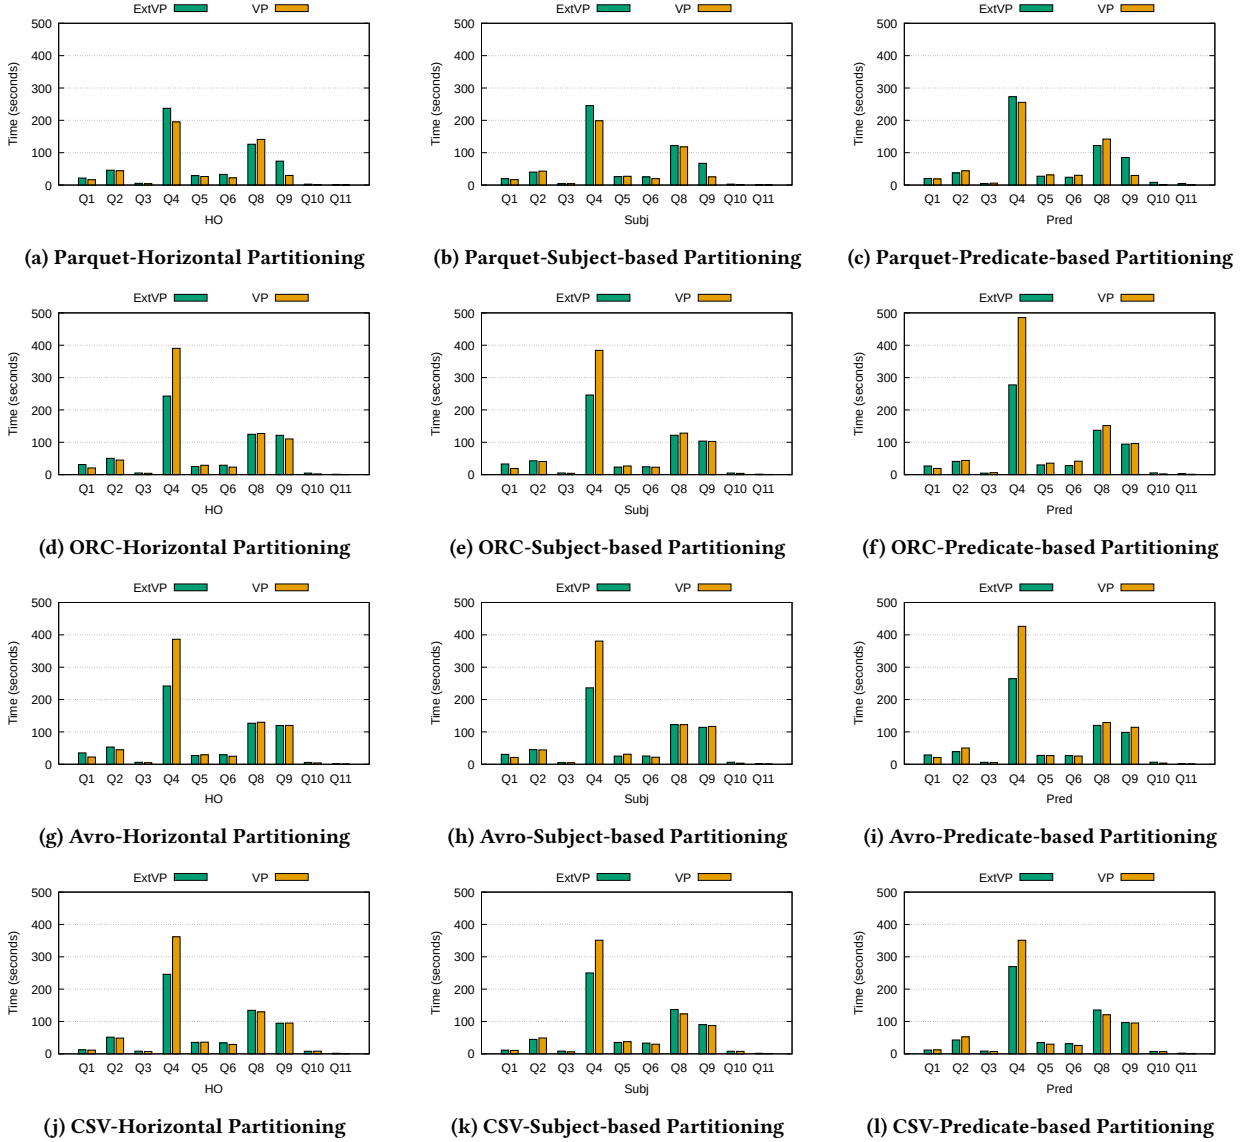 ExtVP VP
500
400
300
200
100
0
Time (seconds)
Q1 Q2 Q3 Q4 Q5 Q6 Q8 Q9 Q10 Q11
HO
(a) Parquet-Horizontal Partitioning
ExtVP VP
500
400
300
200
100
0
Time (seconds)
Q1 Q2 Q3 Q4 Q5 Q6 Q8 Q9 Q10 Q11
Subj
(b) Parquet-Subject-based Partitioning
ExtVP VP
500
400
300
200
100
0
Time (seconds)
Q1 Q2 Q3 Q4 Q5 Q6 Q8 Q9 Q10 Q11
Pred
(c) Parquet-Predicate-based Partitioning
ExtVP VP
500
400
300
200
100
0
Time (seconds)
Q1 Q2 Q3 Q4 Q5 Q6 Q8 Q9 Q10 Q11
HO
(d) ORC-Horizontal Partitioning
ExtVP VP
500
400
300
200
100
0
Time (seconds)
Q1 Q2 Q3 Q4 Q5 Q6 Q8 Q9 Q10 Q11
Subj
(e) ORC-Subject-based Partitioning
ExtVP VP
500
400
300
200
100
0
Time (seconds)
Q1 Q2 Q3 Q4 Q5 Q6 Q8 Q9 Q10 Q11
Pred
(f) ORC-Predicate-based Partitioning
ExtVP VP
500
400
300
200
100
0
Time (seconds)
Q1 Q2 Q3 Q4 Q5 Q6 Q8 Q9 Q10 Q11
HO
(g) Avro-Horizontal Partitioning
ExtVP VP
500
400
300
200
100
0
Time (seconds)
Q1 Q2 Q3 Q4 Q5 Q6 Q8 Q9 Q10 Q11
Subj
(h) Avro-Subject-based Partitioning
ExtVP VP
500
400
300
200
100
0
Time (seconds)
Q1 Q2 Q3 Q4 Q5 Q6 Q8 Q9 Q10 Q11
Pred
(i) Avro-Predicate-based Partitioning
ExtVP VP
500
400
300
200
100
0
Time (seconds)
Q1 Q2 Q3 Q4 Q5 Q6 Q8 Q9 Q10 Q11
HO
(j) CSV-Horizontal Partitioning
ExtVP VP
500
400
300
200
100
0
Time (seconds)
Q1 Q2 Q3 Q4 Q5 Q6 Q8 Q9 Q10 Q11
Subj
(k) CSV-Subject-based Partitioning
ExtVP VP
500
400
300
200
100
0
Time (seconds)
Q1 Q2 Q3 Q4 Q5 Q6 Q8 Q9 Q10 Q11
Pred
(l) CSV-Predicate-based Partitioning